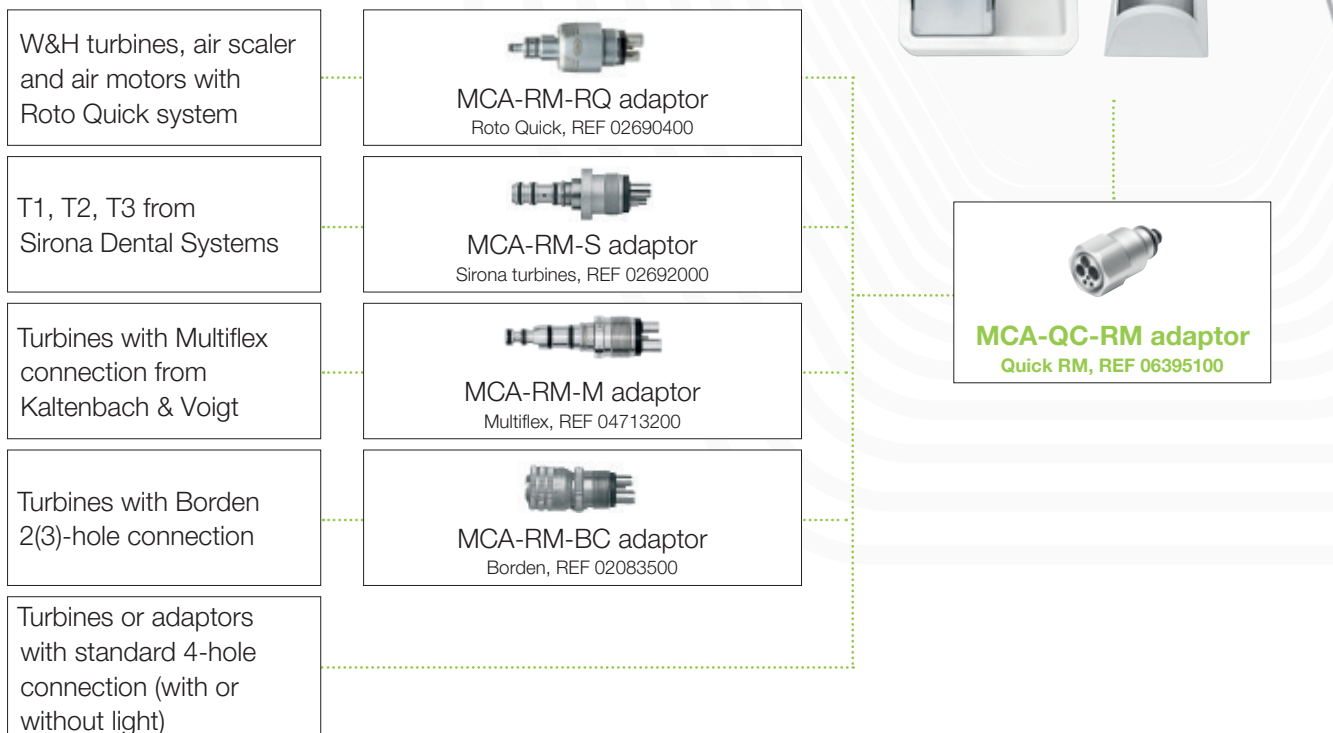 W&H turbines, air scaler
and air motors with
Roto Quick system
MCA-RM-RQ adaptor
Roto Quick, REF 02690400
T1, T2, T3 from
Sirona Dental Systems
MCA-RM-S adaptor
Sirona turbines, REF 02692000
Turbines with Multiflex
connection from
Kaltenbach & Voigt
MCA-RM-M adaptor
Multiflex, REF 04713200
Turbines with Borden
2(3)-hole connection
MCA-RM-BC adaptor
Borden, REF 02083500
Turbines or adaptors
with standard 4-hole
connection (with or
without light)
MCA-QC-RM adaptor
Quick RM, REF 06395100